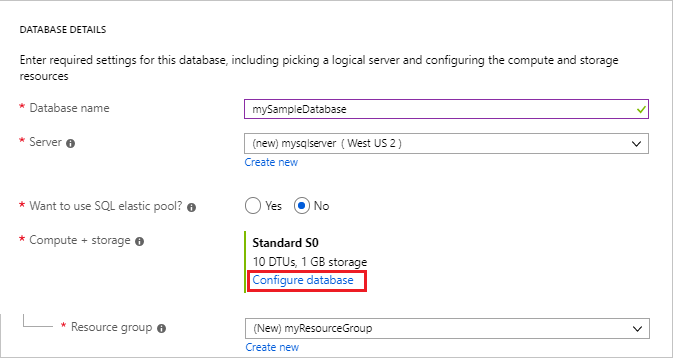 DATABASE DETAILS
Enter required settings for this database, including picking a logical server and configuring the compute and storage
resources
* Database name
mySampleDatabase
* Server
(new) mysqlserver ( West US 2 )
Create new
* Want to use SQL elastic pool?
Yes
No
* Compute + storage
Standard S0
10 DTUs, 1 GB storage
Configure database
* Resource group
(New) myResourceGroup
Create new